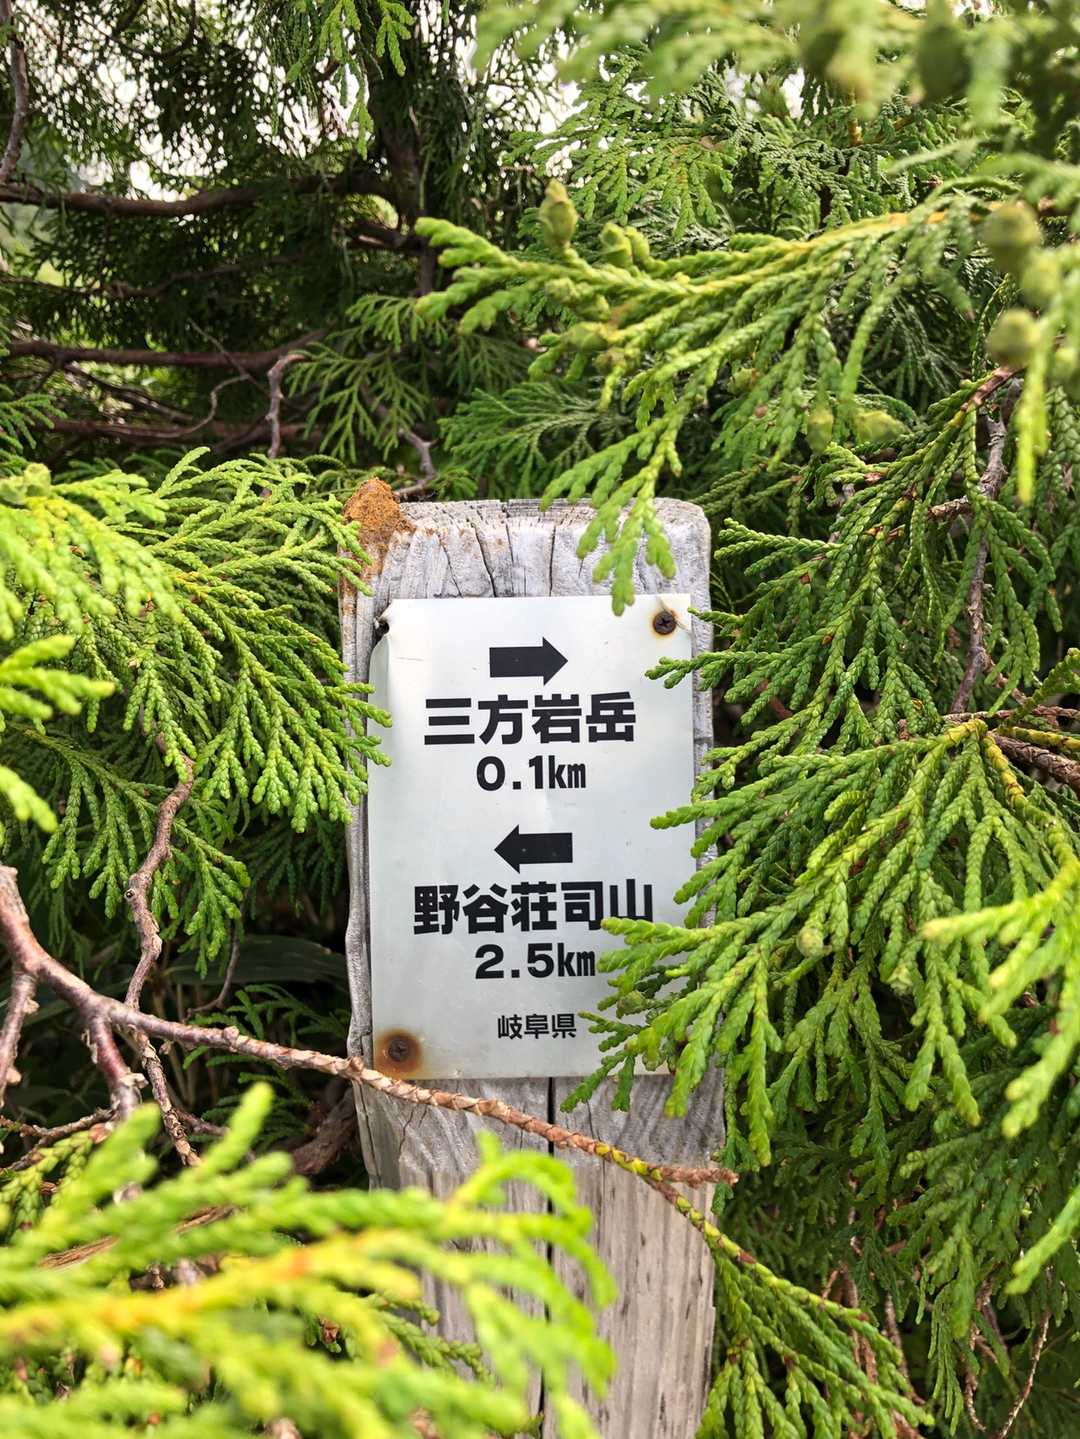 →
三方岩岳
0.1km
←
野谷荘司山
2.5km
岐阜県